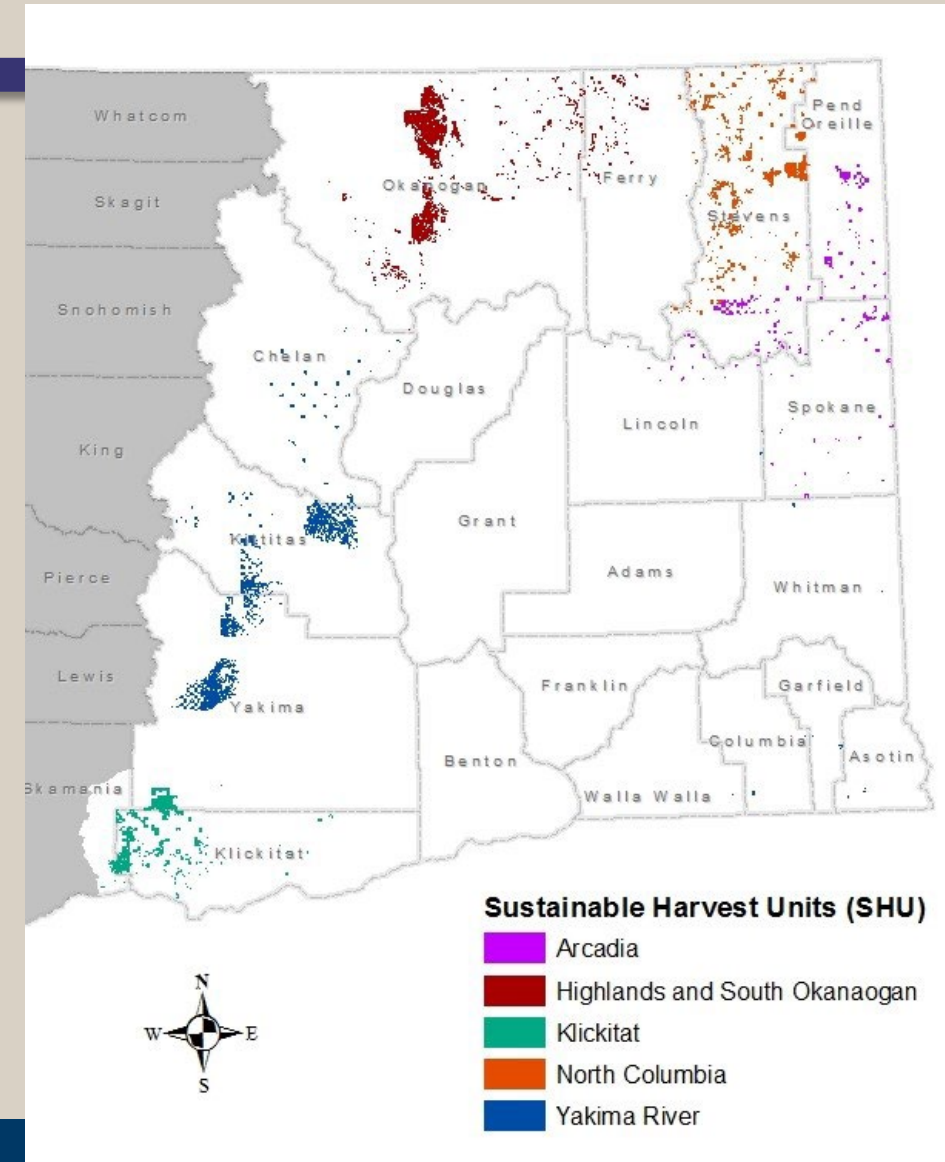 Whatcom
Pend
Oreille
Okanogan
Ferry
Skagit
Stevens
Snohomish
Chelan
Douglas
Spokane
Lincoln
King
Grant
Kittitas
Adams
Pierce
Whitman
Lewis
Franklin
Garfield
Yakima
Columbia
Asotin
Benton
Skamania
Walla Walla
Klickitat
Sustainable Harvest Units (SHU)
Arcadia
Highlands and South Okanaogan
Klickitat
North Columbia
Yakima River
N
W
E
S